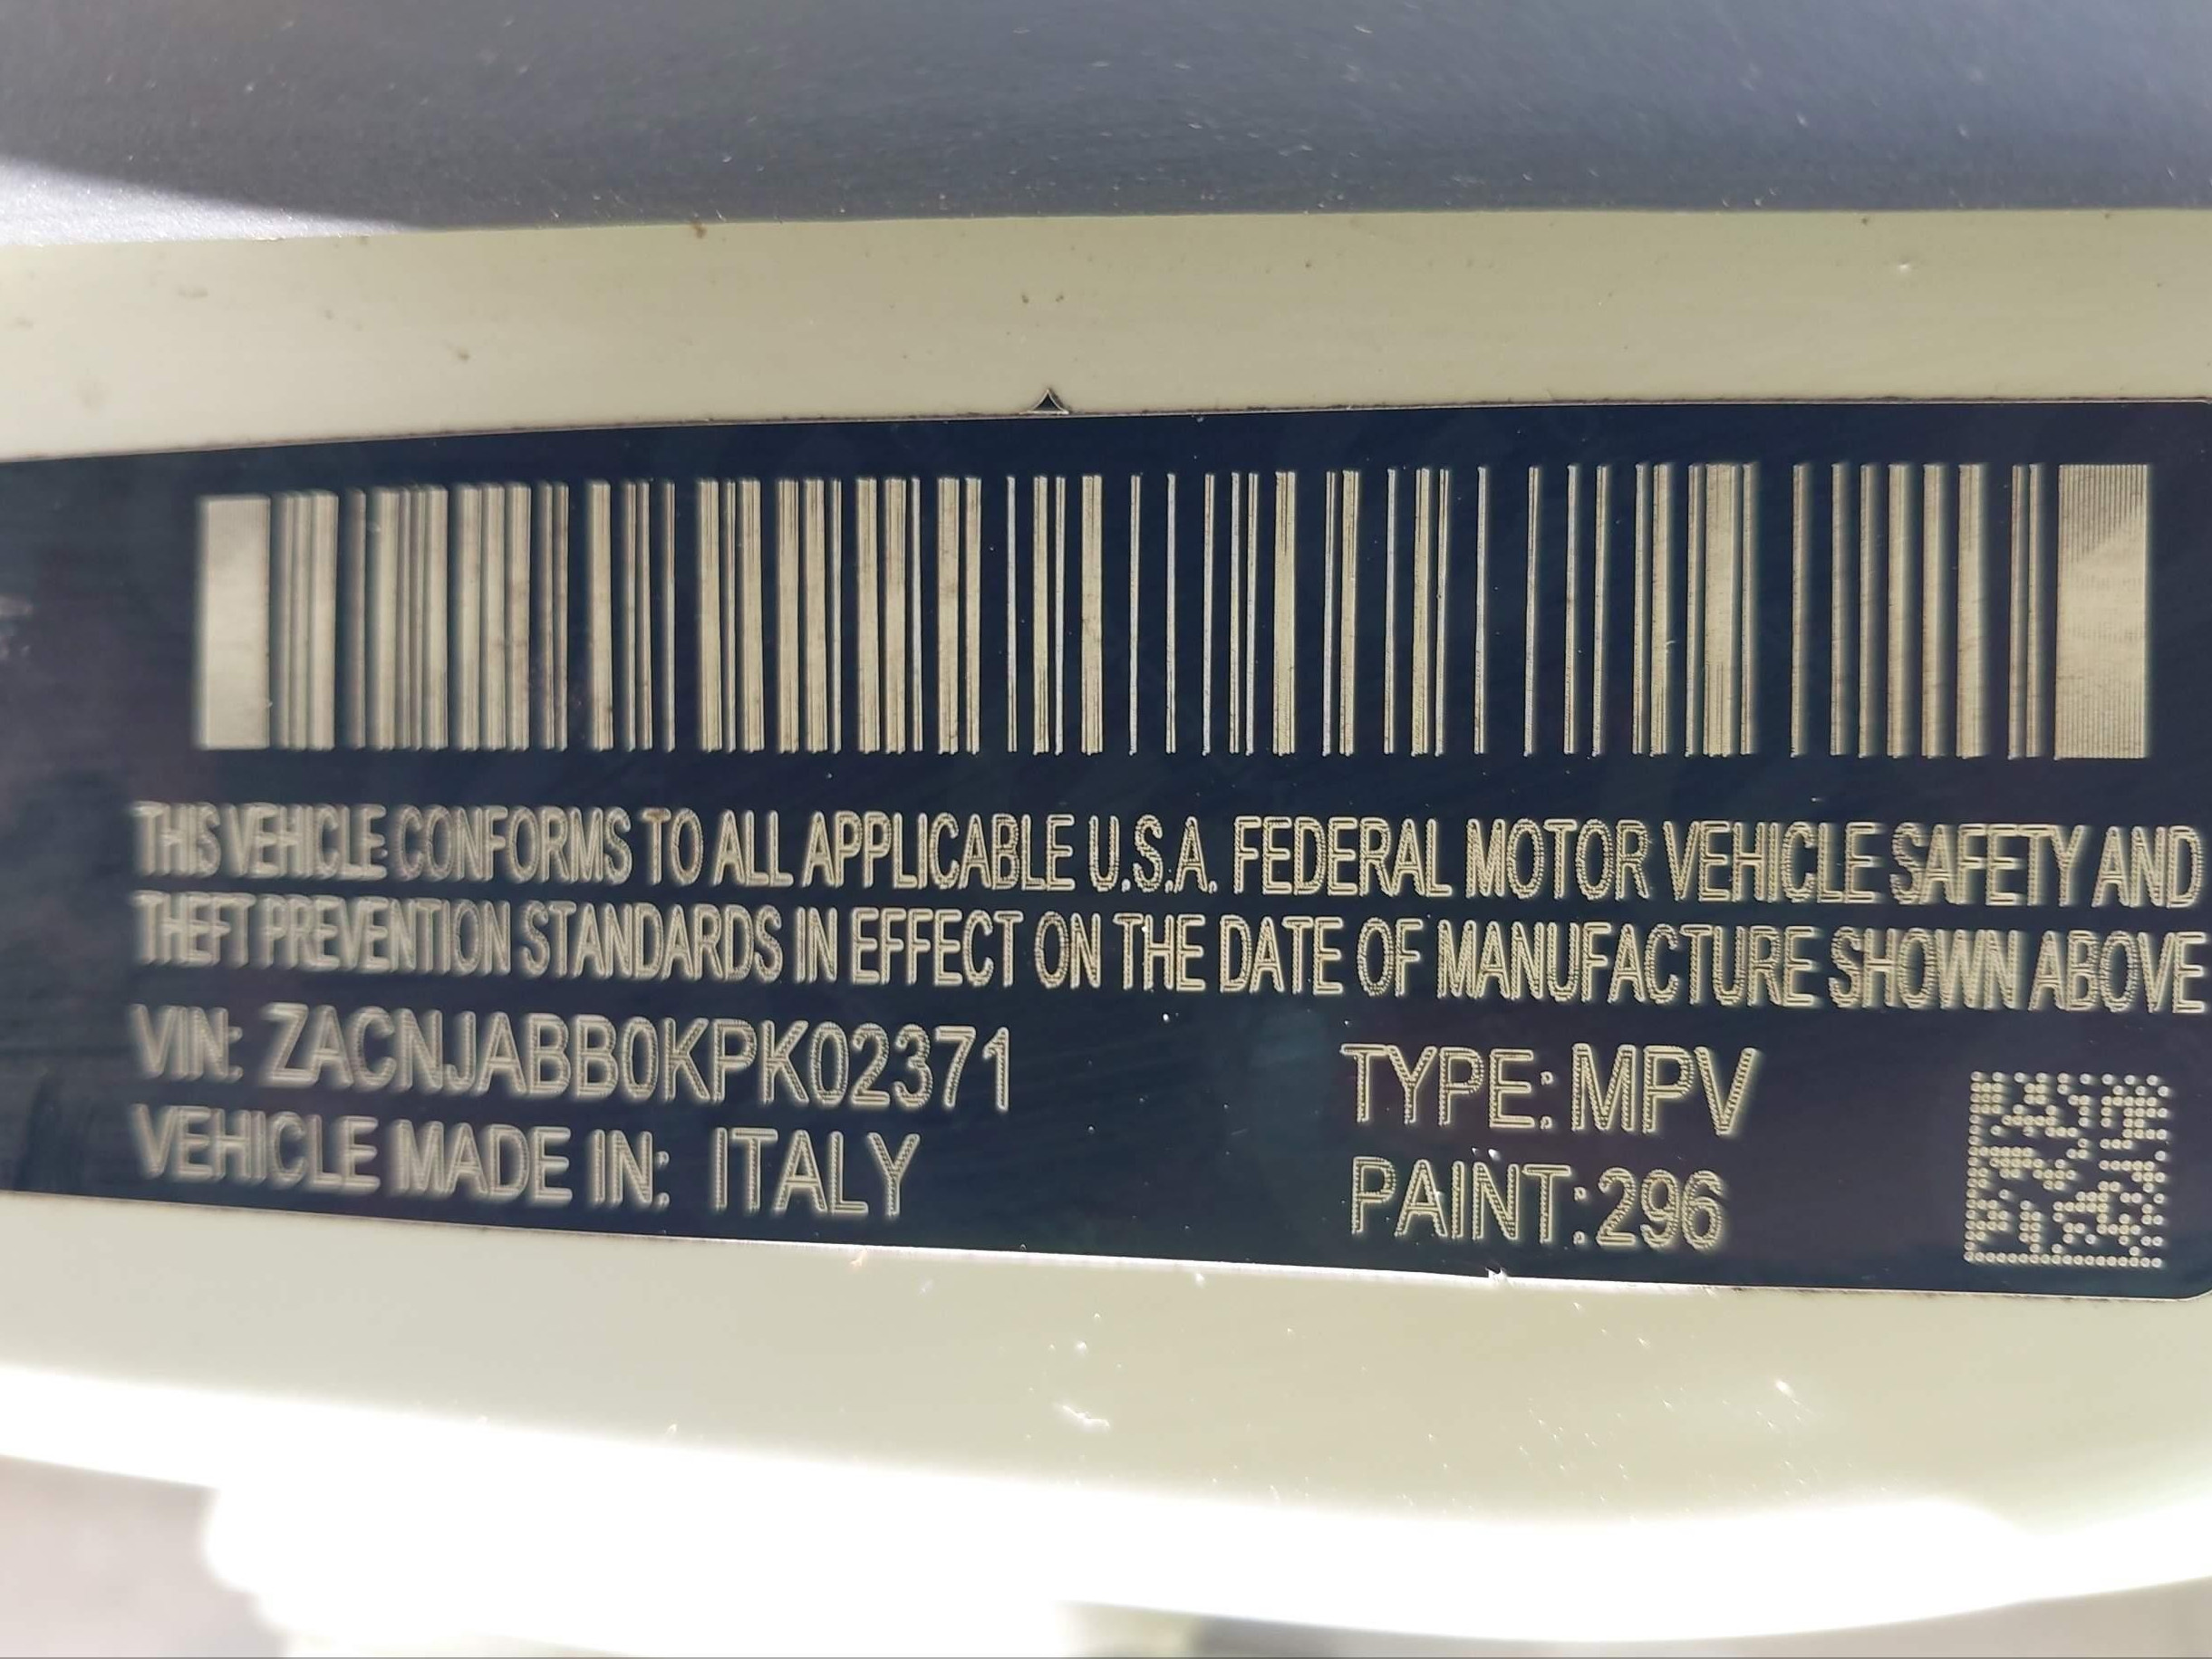 THIS VEHICLE CONFORMS TO ALL APPLICABLE U.S.A. FEDERAL MOTOR VEHICLE SAFETY AND
THEFT PREVENTION STANDARDS IN EFFECT ON THE DATE OF MANUFACTURE SHOWN ABOVE
VIN: ZACNJABB0KPK02371 TYPE: MPV
VEHICLE MADE IN: ITALY PAINT: 296